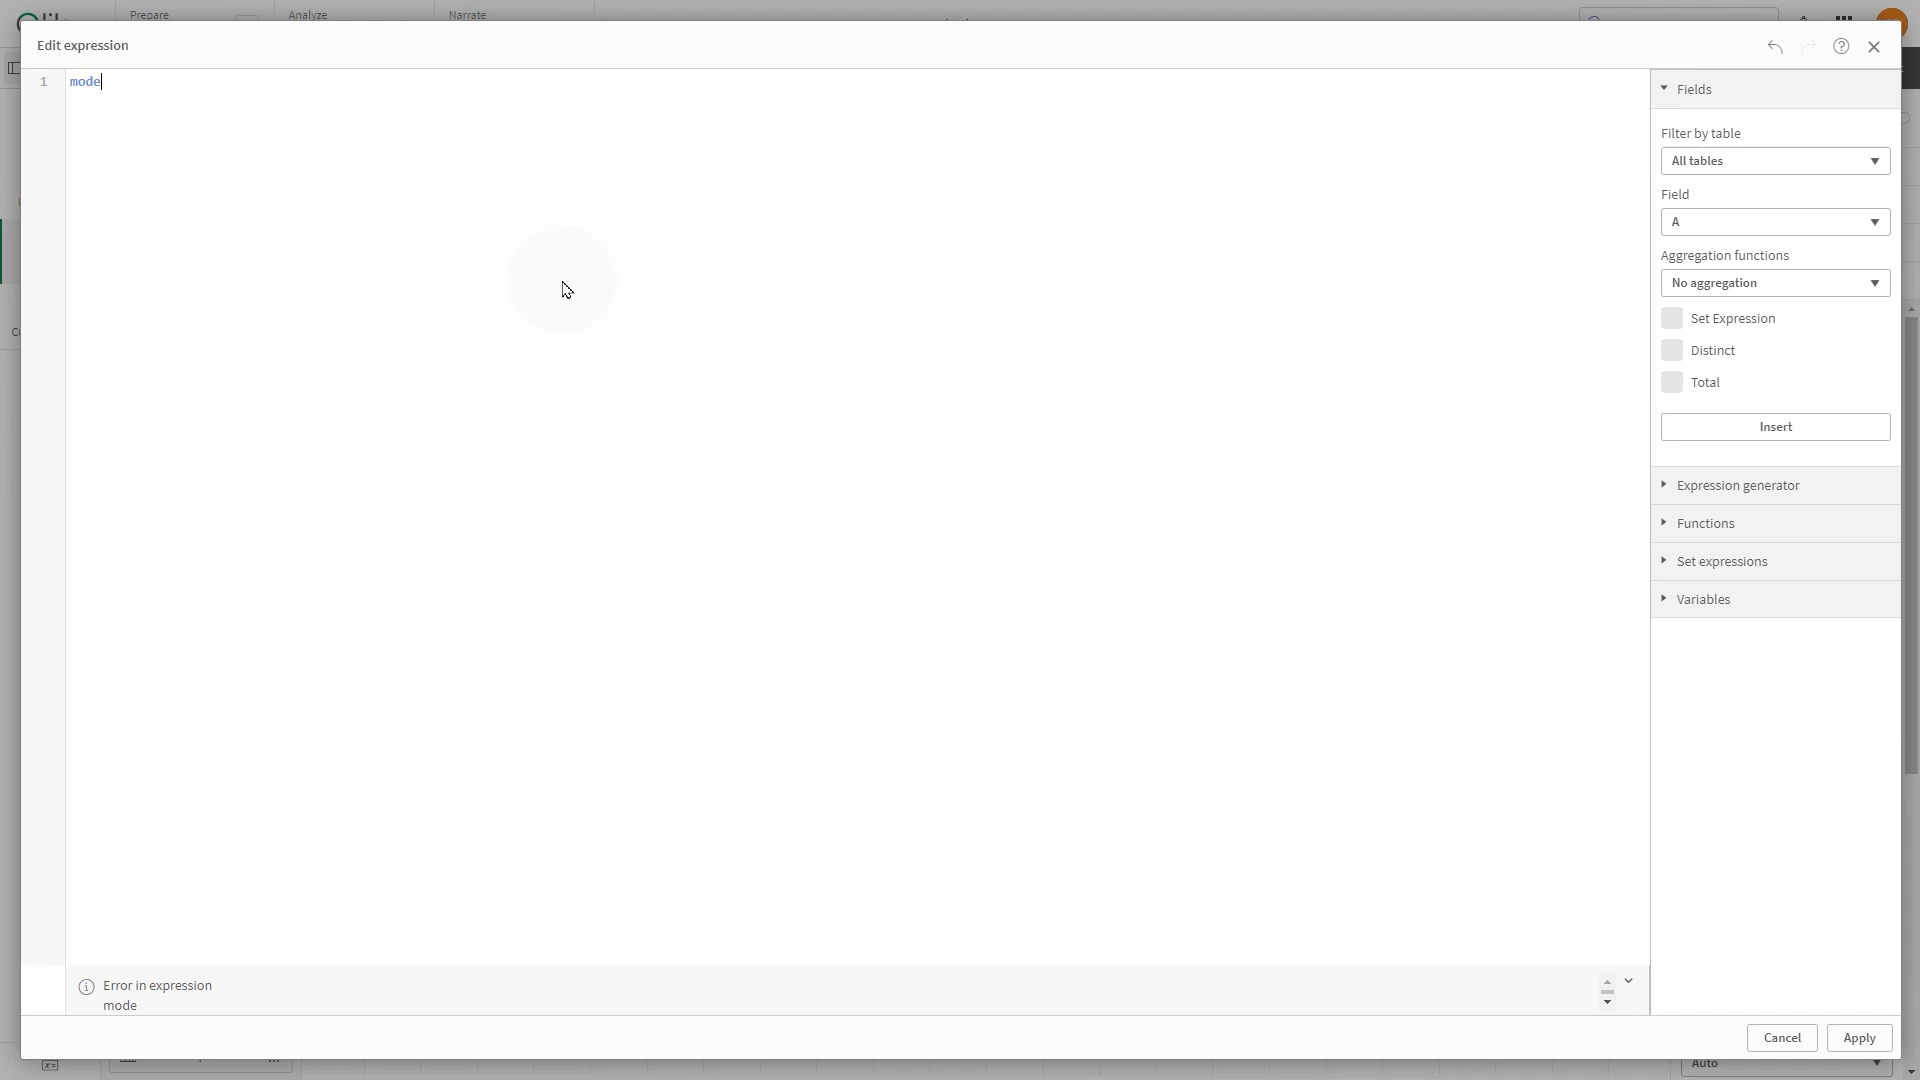 Prepare
Analyze
Narrate
Edit expression
1
mode
Fields
Filter by table
All tables
Field
A
Aggregation functions
No aggregation
Set Expression
Distinct
Total
Insert
Expression generator
Functions
Set expressions
Variables
Error in expression
mode
Cancel
Apply
Auto